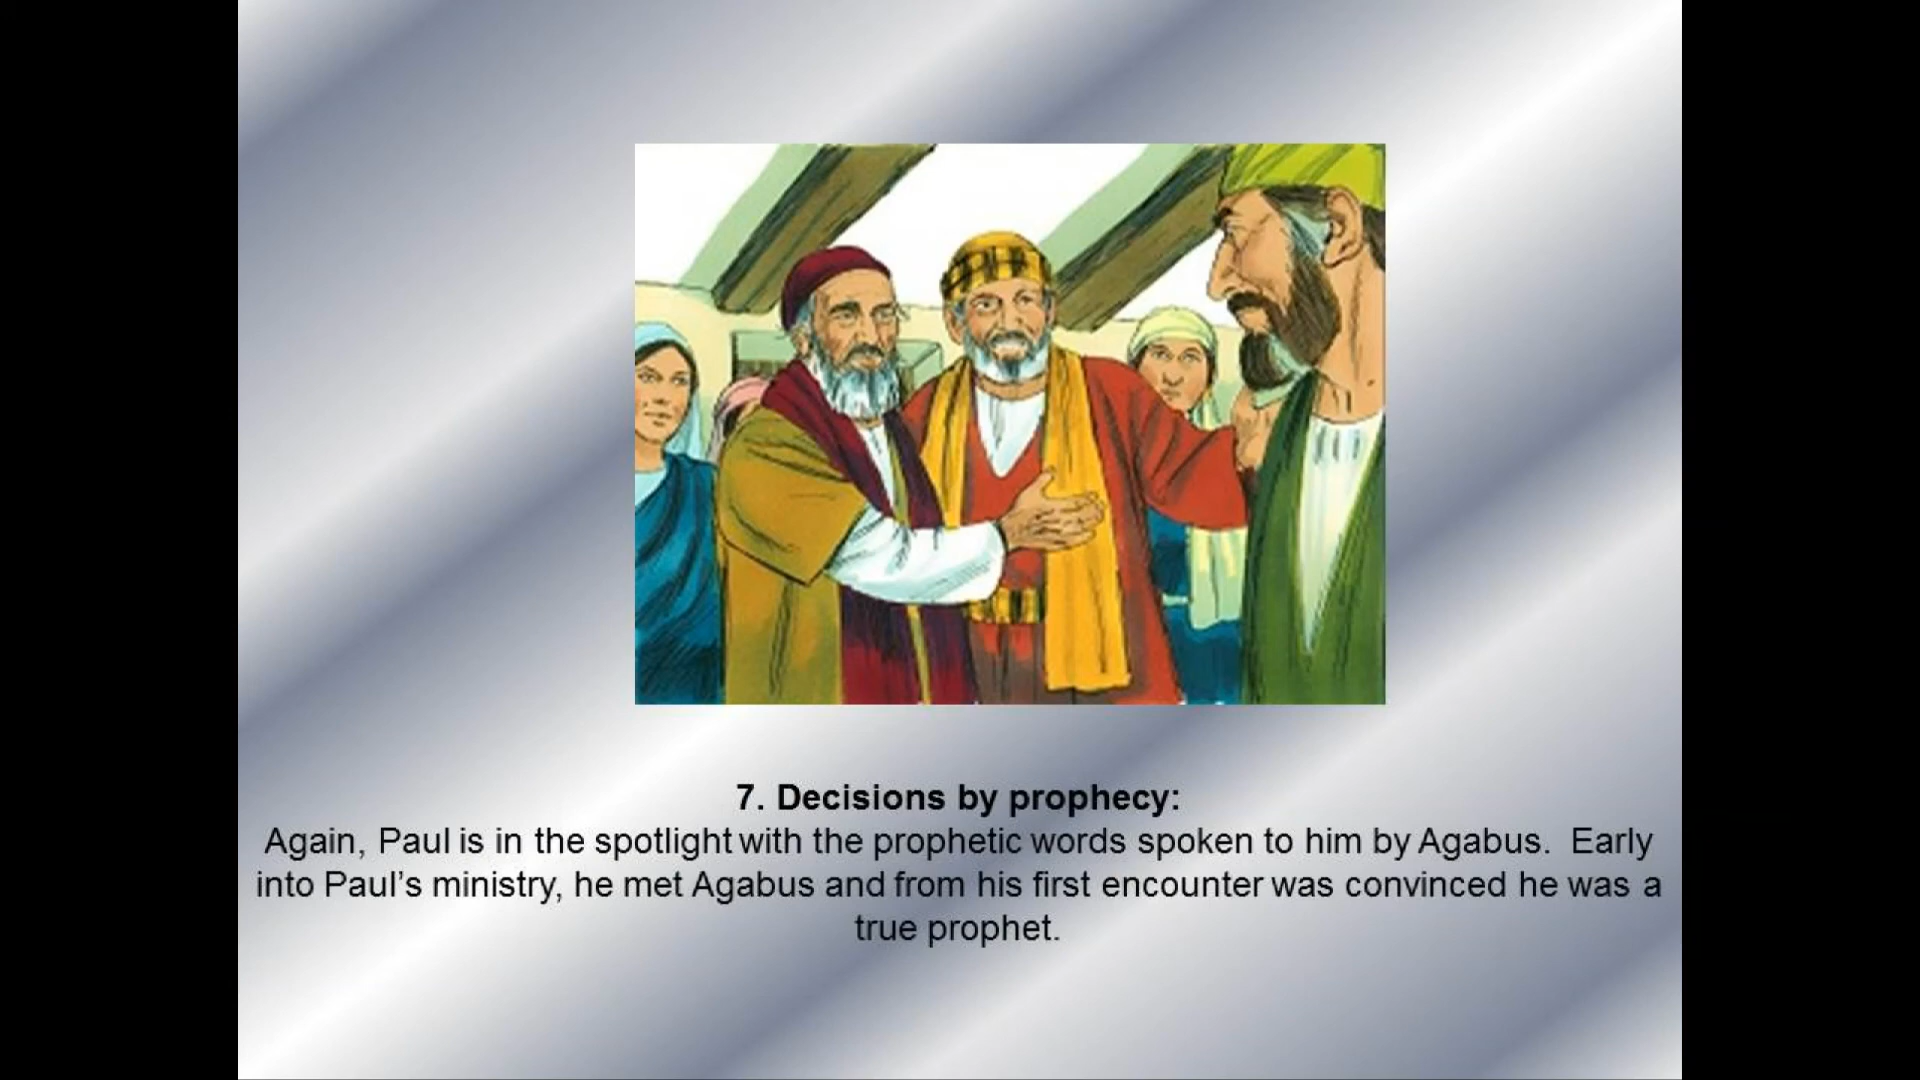 7. Decisions by prophecy:
Again, Paul is in the spotlight with the prophetic words spoken to him by Agabus.  Early
into Paul’s ministry, he met Agabus and from his first encounter was convinced he was a
true prophet.